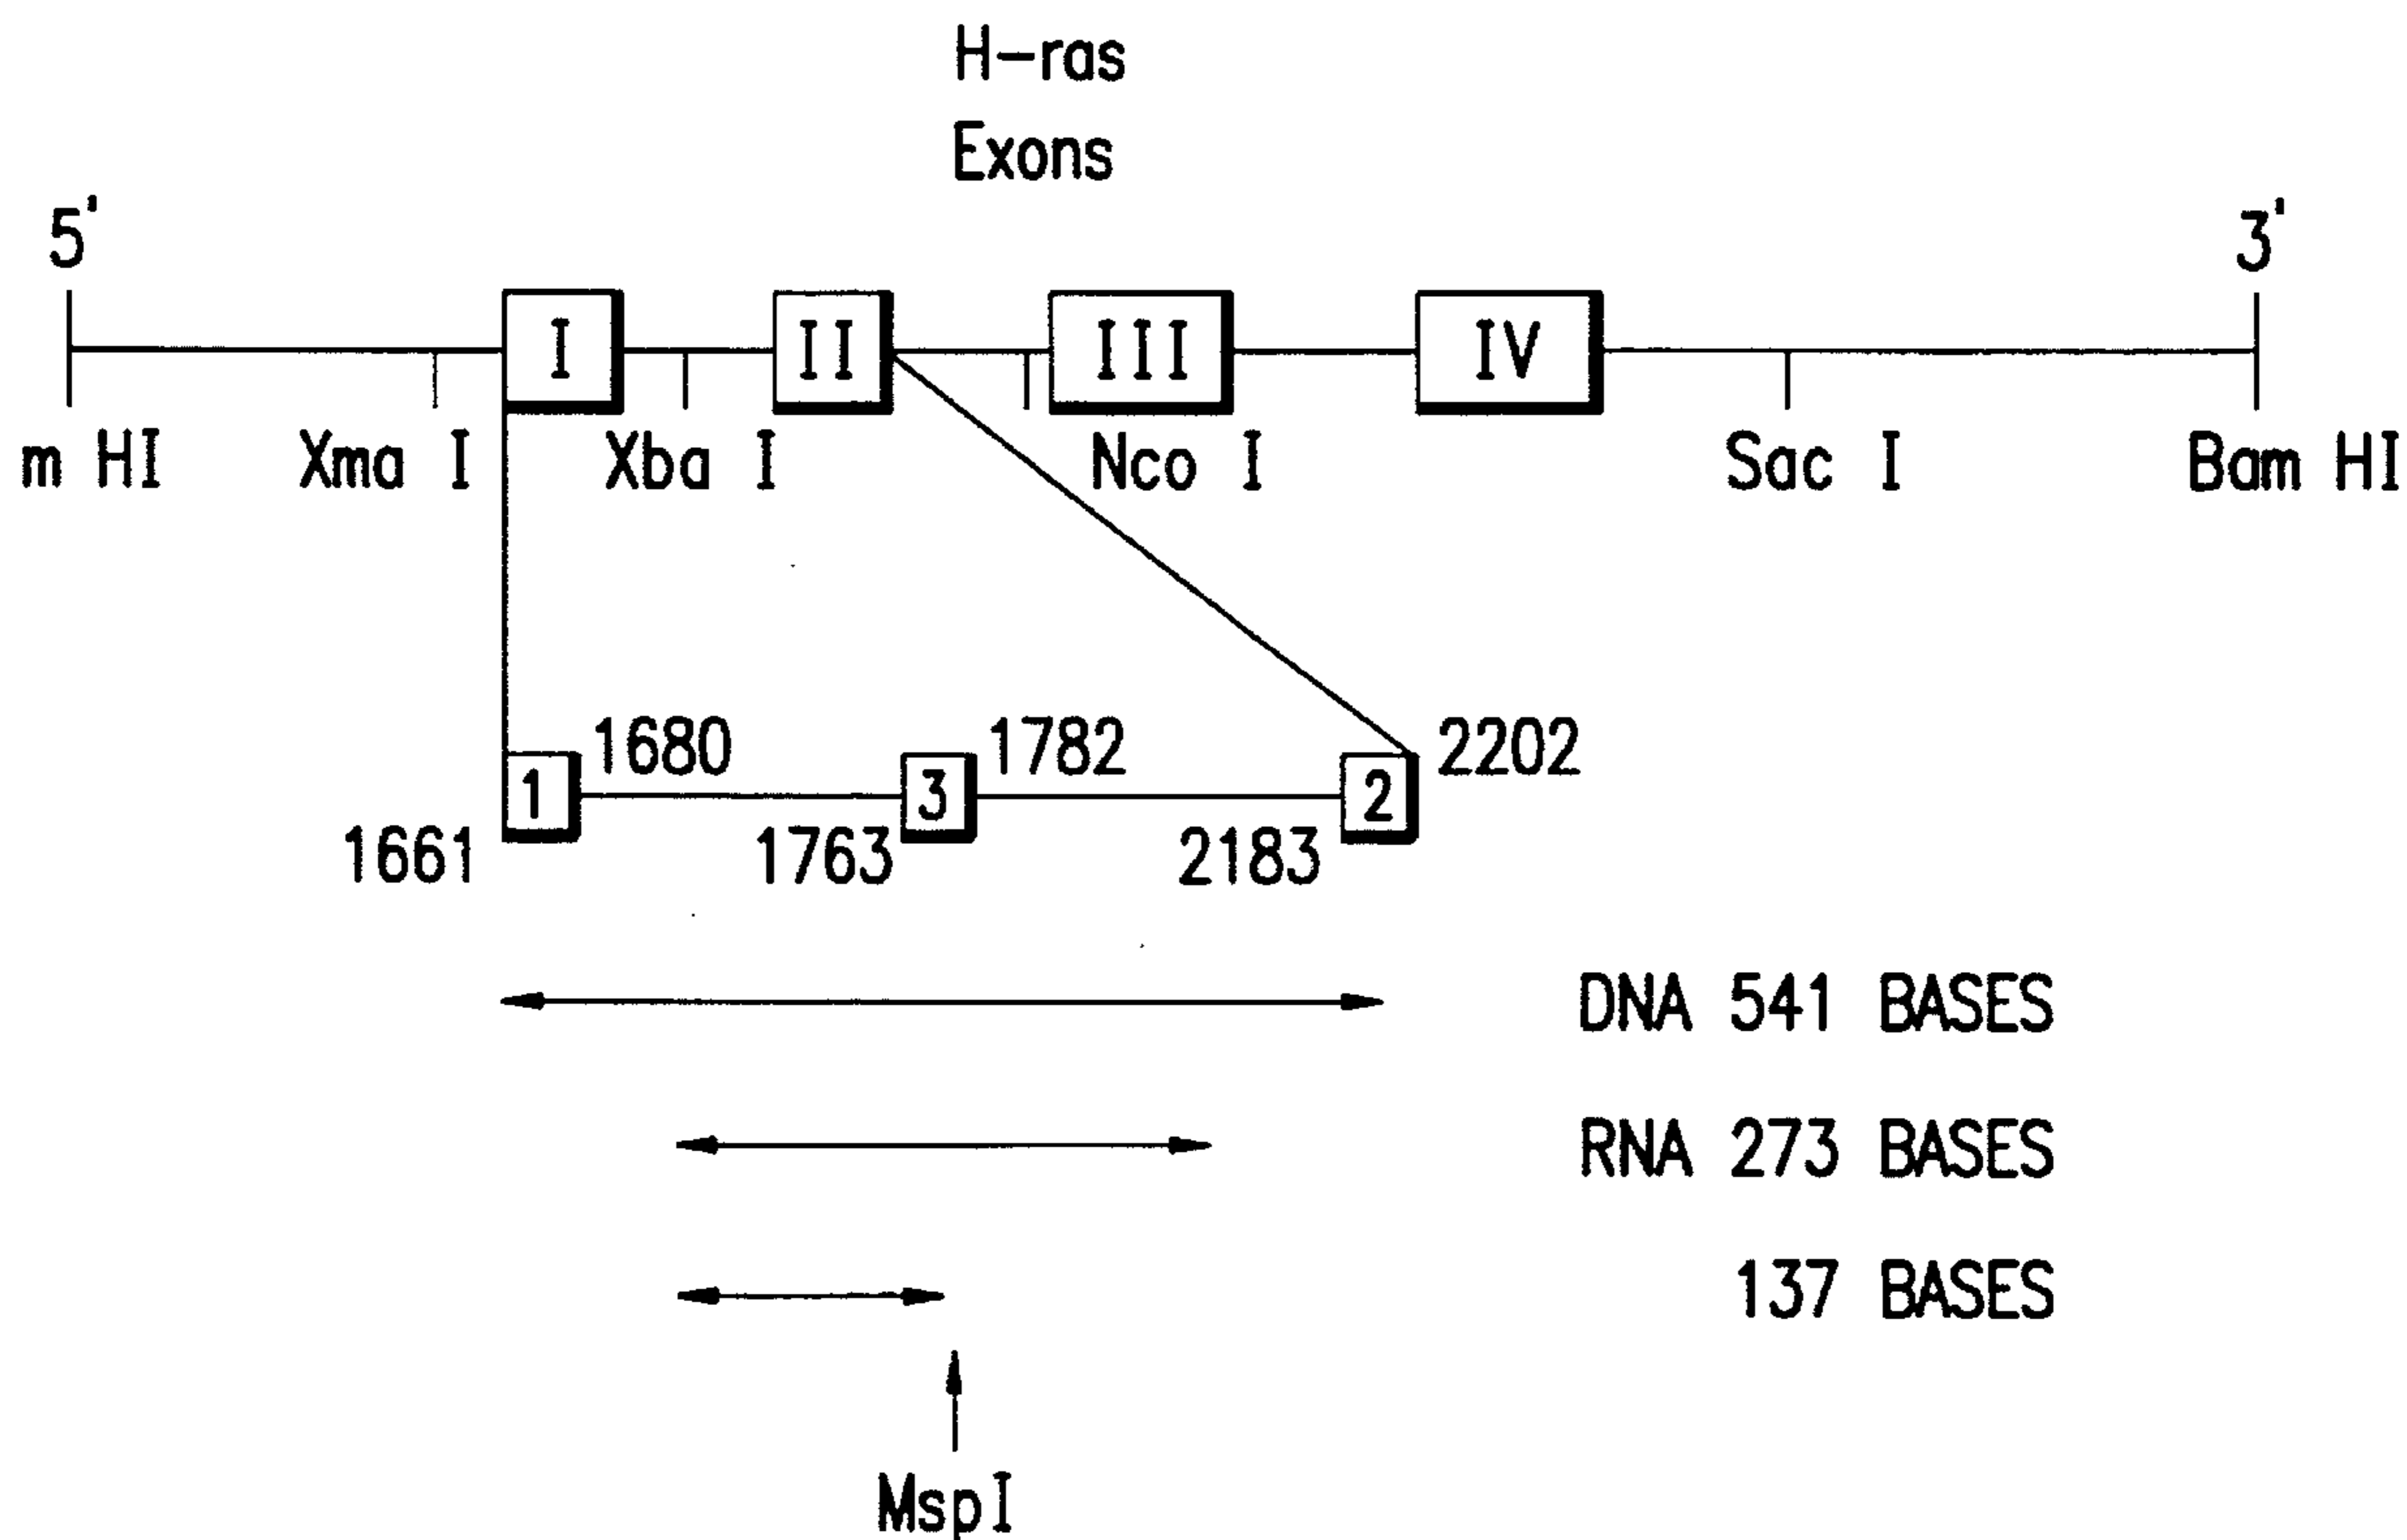 H-ras
Exons
5' 3'
I II III IV
m HI Xma I Xba I Nco I Sac I Bam HI
1680 1782 2202
1 3 2
1661 1763 2183
DNA 541 BASES
RNA 273 BASES
137 BASES
MspI